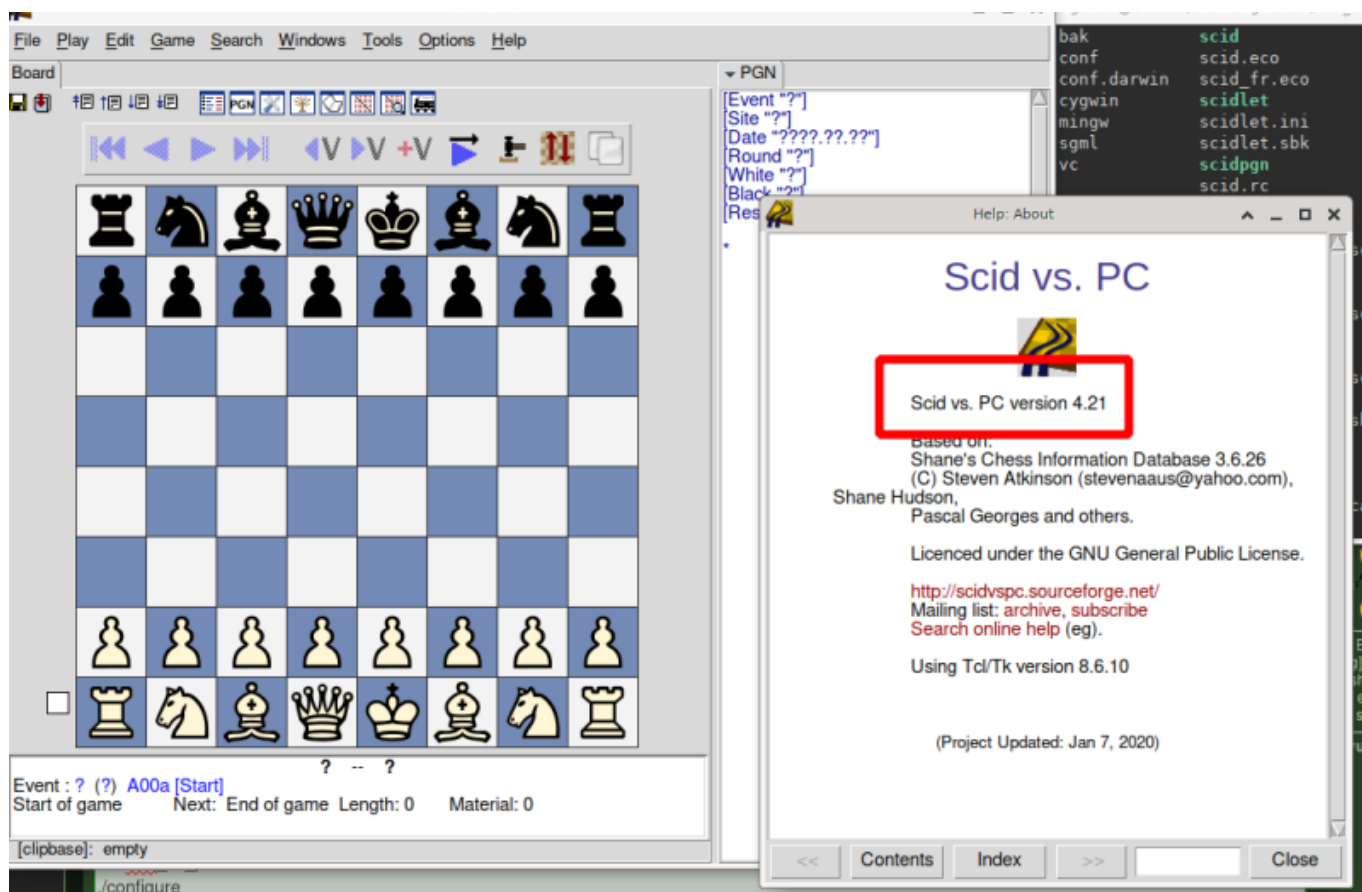 File Play Edit Game Search Windows Tools Options Help
Board
PGN
PGN
V V +V
[Event "?"]
[Site "?"]
[Date "????.??.??"]
[Round "?"]
[White "?"]
[Black "?"]
[Res
*
bak scid
conf scid.eco
conf.darwin scid_fr.eco
cygwin scidlet
mingw scidlet.ini
sgml scidlet.sbk
vc scidpgn
scid.rc
Help: About
Scid vs. PC
Scid vs. PC version 4.21
Based on:
Shane's Chess Information Database 3.6.26
(C) Steven Atkinson (stevenaaus@yahoo.com),
Shane Hudson,
Pascal Georges and others.
Licenced under the GNU General Public License.
http://scidvspc.sourceforge.net/
Mailing list: archive, subscribe
Search online help (eg).
Using Tcl/Tk version 8.6.10
(Project Updated: Jan 7, 2020)
<< Contents Index >> Close
? -- ?
Event : ? (?) A00a [Start]
Start of game Next: End of game Length: 0 Material: 0
[clipbase]: empty
./configure